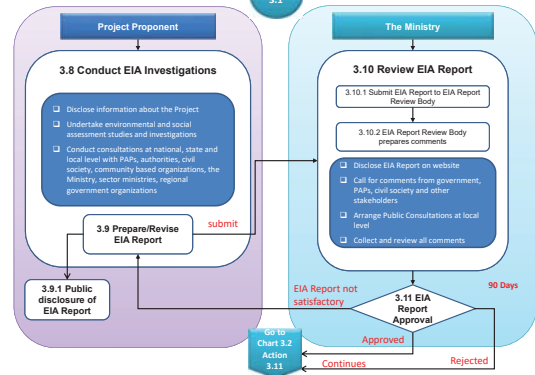 3.1
Project Proponent
3.8 Conduct EIA Investigations
❑ Disclose information about the Project
❑ Undertake environmental and social
assessment studies and investigations
❑ Conduct consultations at national, state and
local level with PAPs, authorities, civil
society, community based organizations, the
Ministry, sector ministries, regional
government organizations
3.9 Prepare/Revise
EIA Report
submit
3.9.1 Public
disclosure of
EIA Report
The Ministry
3.10 Review EIA Report
3.10.1 Submit EIA Report to EIA Report
Review Body
3.10.2 EIA Report Review Body
prepares comments
❑ Disclose EIA Report on website
❑ Call for comments from government,
PAPs, civil society and other
stakeholders
❑ Arrange Public Consultations at local
level
❑ Collect and review all comments
90 Days
EIA Report not
satisfactory
3.11 EIA
Report
Approval
Approved
Rejected
Continues
Go to
Chart 3.2
Action
3.11